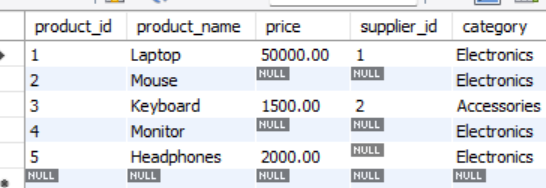 product_id product_name price supplier_id category
1 Laptop 50000.00 1 Electronics
2 Mouse NULL NULL Electronics
3 Keyboard 1500.00 2 Accessories
4 Monitor NULL NULL Electronics
5 Headphones 2000.00 NULL Electronics
NULL NULL NULL NULL NULL